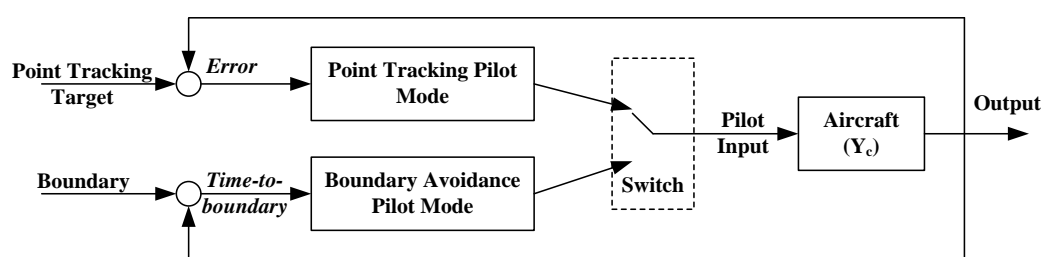 Point Tracking
Target
Error
Point Tracking Pilot
Mode
Boundary
Time-to-
boundary
Boundary Avoidance
Pilot Mode
Switch
Pilot
Input
Aircraft
(Yc)
Output